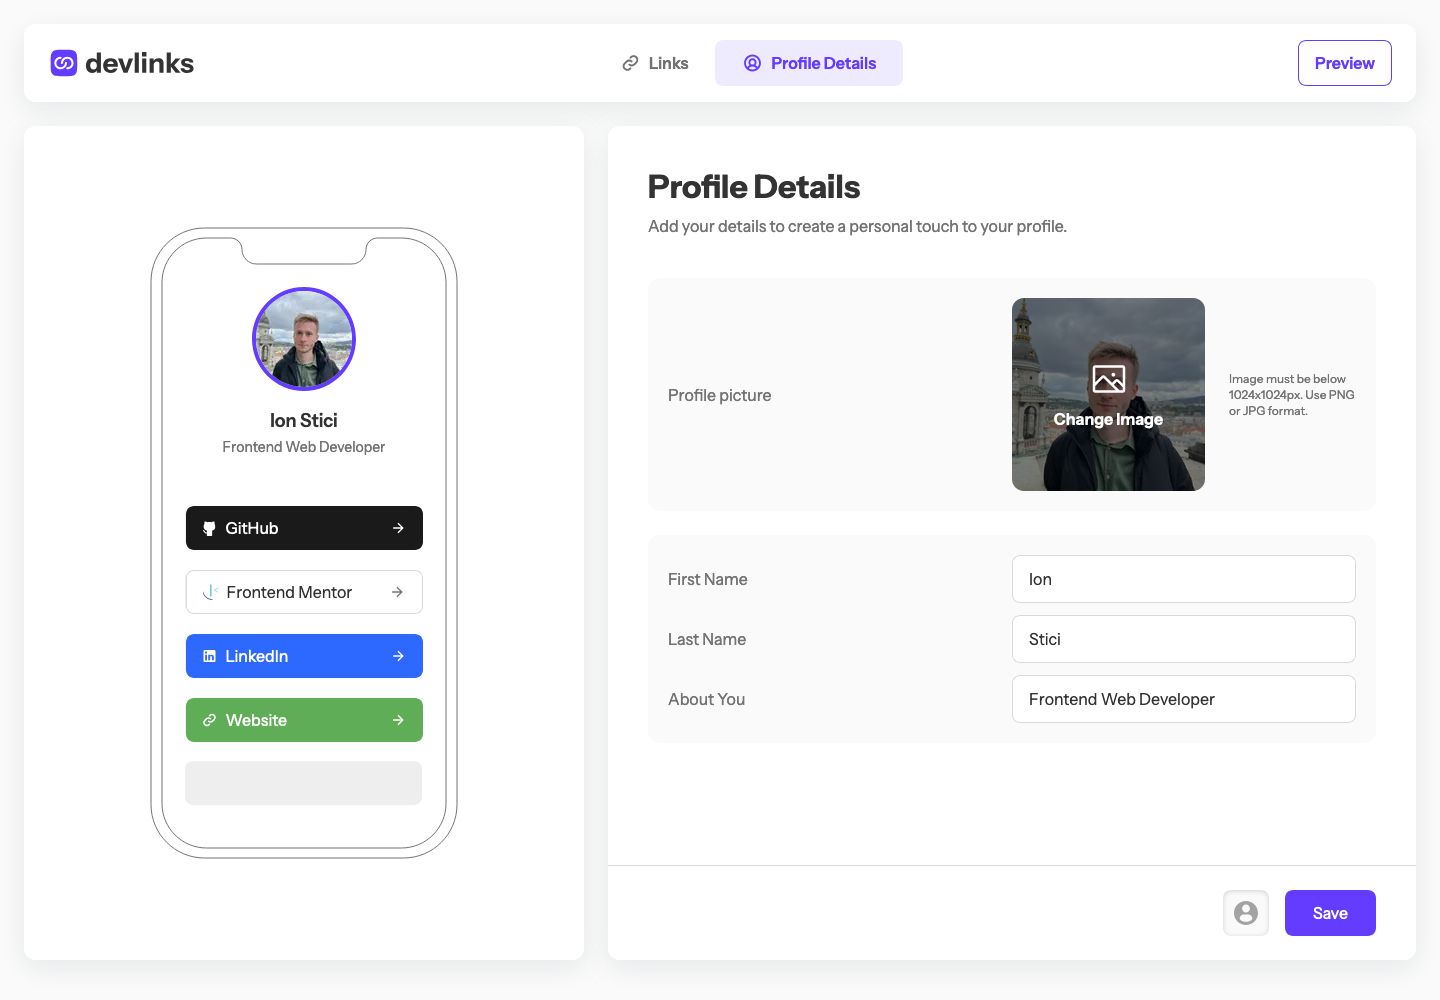 devlinks
Links
Profile Details
Preview
Ion Stici
Frontend Web Developer
GitHub
Frontend Mentor
LinkedIn
Website
Profile Details
Add your details to create a personal touch to your profile.
Profile picture
Change Image
Image must be below
1024x1024px. Use PNG
or JPG format.
First Name
Ion
Last Name
Stici
About You
Frontend Web Developer
Save